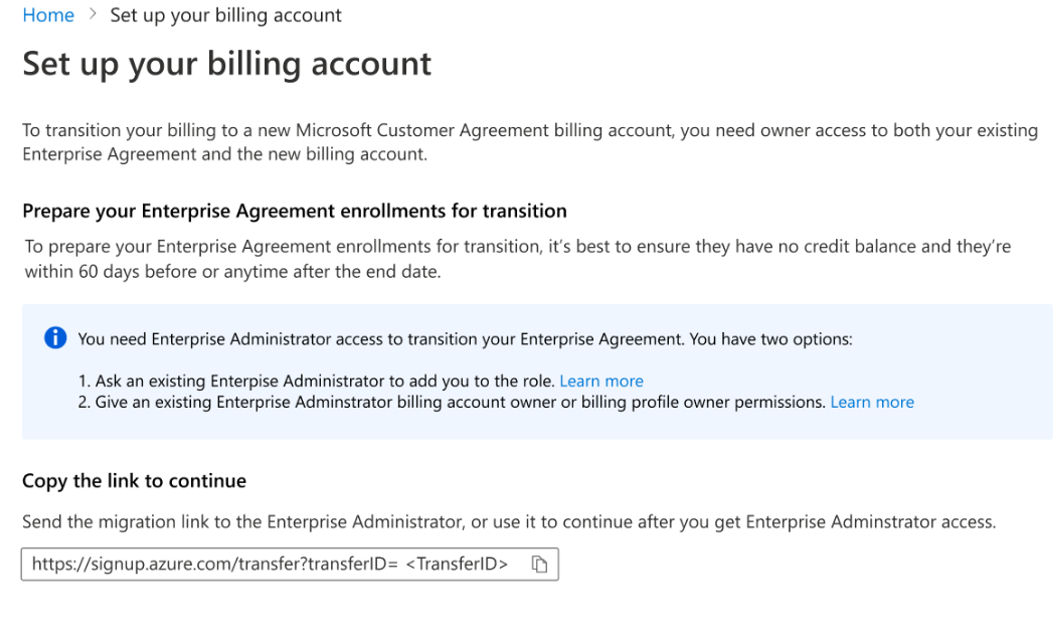 Home > Set up your billing account
Set up your billing account
To transition your billing to a new Microsoft Customer Agreement billing account, you need owner access to both your existing
Enterprise Agreement and the new billing account.
Prepare your Enterprise Agreement enrollments for transition
To prepare your Enterprise Agreement enrollments for transition, it’s best to ensure they have no credit balance and they’re
within 60 days before or anytime after the end date.
You need Enterprise Administrator access to transition your Enterprise Agreement. You have two options:
1. Ask an existing Enterpise Administrator to add you to the role. Learn more
2. Give an existing Enterprise Adminstrator billing account owner or billing profile owner permissions. Learn more
Copy the link to continue
Send the migration link to the Enterprise Administrator, or use it to continue after you get Enterprise Adminstrator access.
https://signup.azure.com/transfer?transferID= <TransferID>